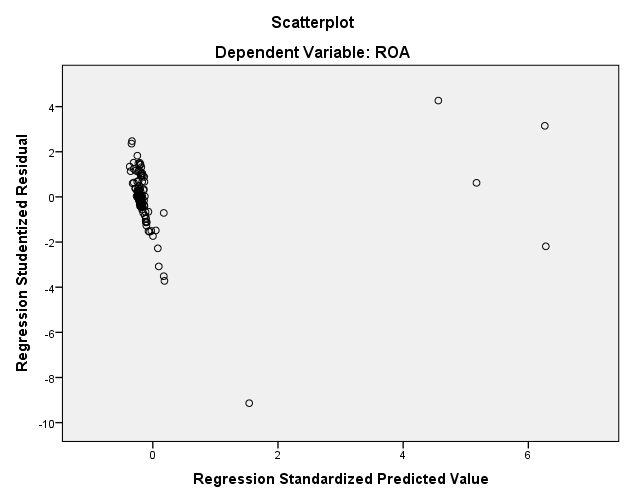 Scatterplot
Dependent Variable: ROA
Regression Studentized Residual
4
2
0
-2
-4
-6
-8
-10
0 2 4 6
Regression Standardized Predicted Value